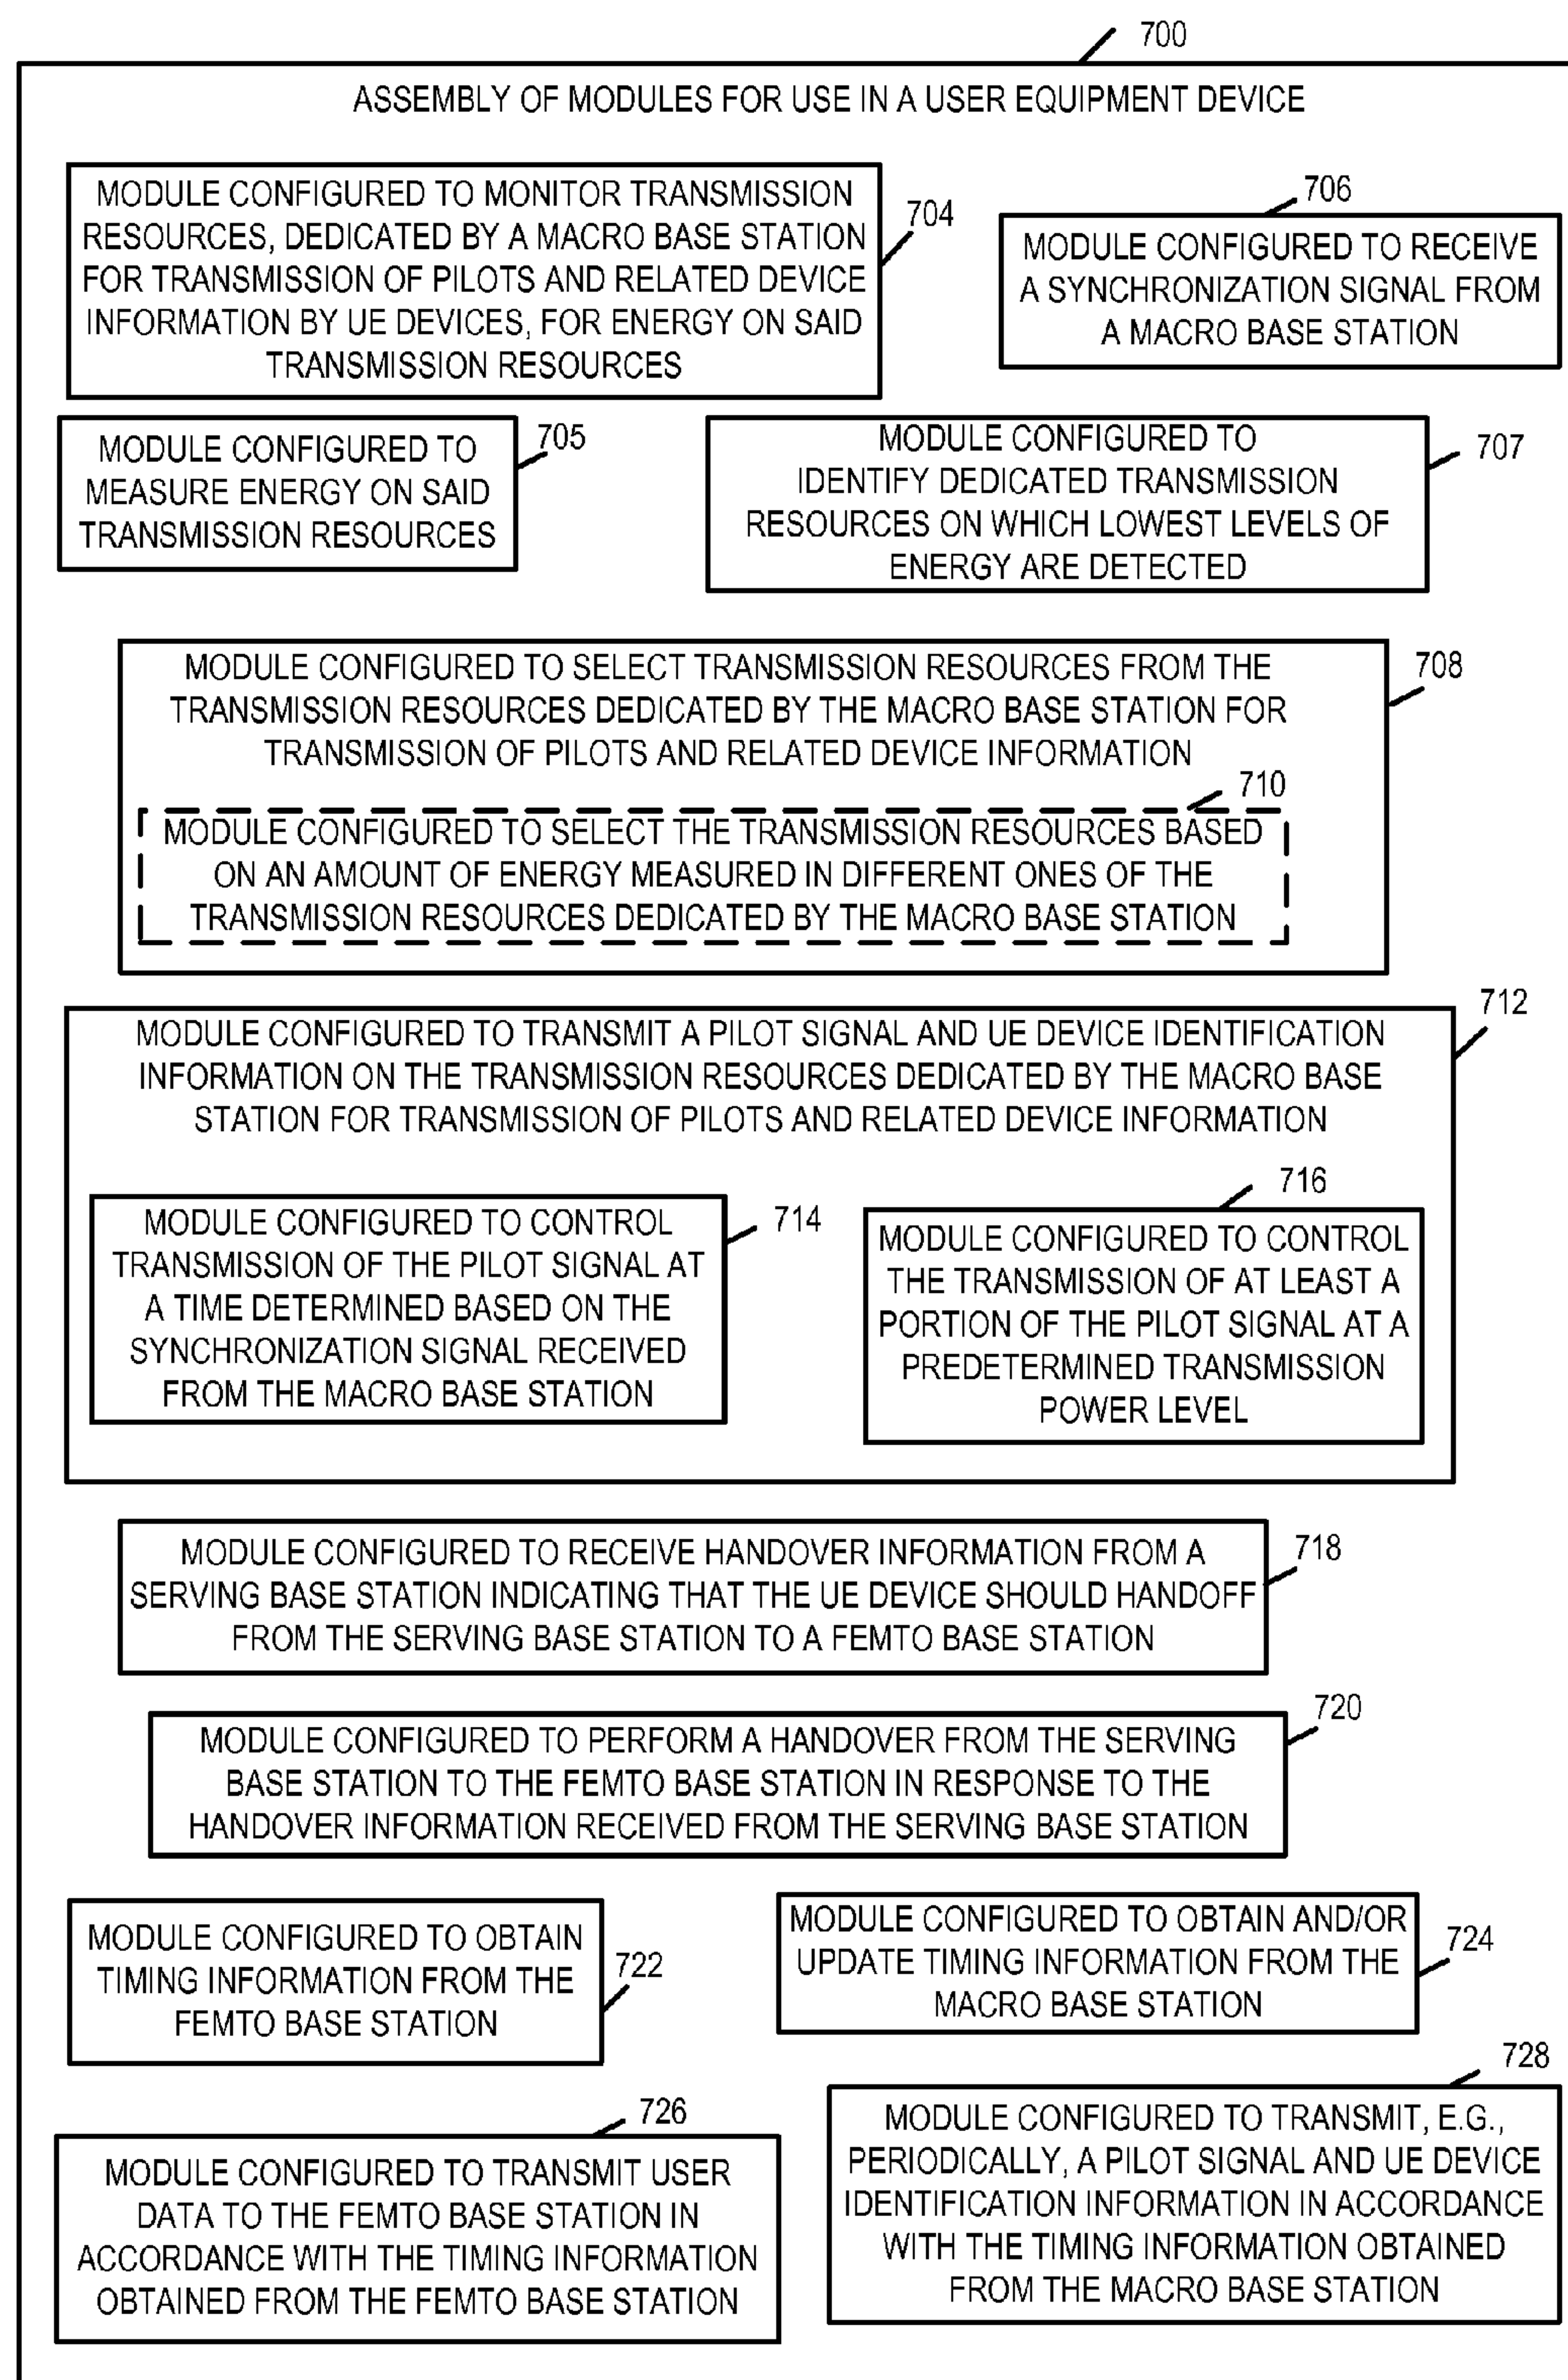 700
ASSEMBLY OF MODULES FOR USE IN A USER EQUIPMENT DEVICE
MODULE CONFIGURED TO MONITOR TRANSMISSION
RESOURCES, DEDICATED BY A MACRO BASE STATION
FOR TRANSMISSION OF PILOTS AND RELATED DEVICE
INFORMATION BY UE DEVICES, FOR ENERGY ON SAID
TRANSMISSION RESOURCES
704
706
MODULE CONFIGURED TO RECEIVE
A SYNCHRONIZATION SIGNAL FROM
A MACRO BASE STATION
MODULE CONFIGURED TO
MEASURE ENERGY ON SAID
TRANSMISSION RESOURCES
705
MODULE CONFIGURED TO
IDENTIFY DEDICATED TRANSMISSION
RESOURCES ON WHICH LOWEST LEVELS OF
ENERGY ARE DETECTED
707
MODULE CONFIGURED TO SELECT TRANSMISSION RESOURCES FROM THE
TRANSMISSION RESOURCES DEDICATED BY THE MACRO BASE STATION FOR
TRANSMISSION OF PILOTS AND RELATED DEVICE INFORMATION
708
710
MODULE CONFIGURED TO SELECT THE TRANSMISSION RESOURCES BASED
ON AN AMOUNT OF ENERGY MEASURED IN DIFFERENT ONES OF THE
TRANSMISSION RESOURCES DEDICATED BY THE MACRO BASE STATION
712
MODULE CONFIGURED TO TRANSMIT A PILOT SIGNAL AND UE DEVICE IDENTIFICATION
INFORMATION ON THE TRANSMISSION RESOURCES DEDICATED BY THE MACRO BASE
STATION FOR TRANSMISSION OF PILOTS AND RELATED DEVICE INFORMATION
MODULE CONFIGURED TO CONTROL
TRANSMISSION OF THE PILOT SIGNAL AT
A TIME DETERMINED BASED ON THE
SYNCHRONIZATION SIGNAL RECEIVED
FROM THE MACRO BASE STATION
714
716
MODULE CONFIGURED TO CONTROL
THE TRANSMISSION OF AT LEAST A
PORTION OF THE PILOT SIGNAL AT A
PREDETERMINED TRANSMISSION
POWER LEVEL
MODULE CONFIGURED TO RECEIVE HANDOVER INFORMATION FROM A
SERVING BASE STATION INDICATING THAT THE UE DEVICE SHOULD HANDOFF
FROM THE SERVING BASE STATION TO A FEMTO BASE STATION
718
720
MODULE CONFIGURED TO PERFORM A HANDOVER FROM THE SERVING
BASE STATION TO THE FEMTO BASE STATION IN RESPONSE TO THE
HANDOVER INFORMATION RECEIVED FROM THE SERVING BASE STATION
MODULE CONFIGURED TO OBTAIN
TIMING INFORMATION FROM THE
FEMTO BASE STATION
722
MODULE CONFIGURED TO OBTAIN AND/OR
UPDATE TIMING INFORMATION FROM THE
MACRO BASE STATION
724
726
MODULE CONFIGURED TO TRANSMIT USER
DATA TO THE FEMTO BASE STATION IN
ACCORDANCE WITH THE TIMING INFORMATION
OBTAINED FROM THE FEMTO BASE STATION
728
MODULE CONFIGURED TO TRANSMIT, E.G.,
PERIODICALLY, A PILOT SIGNAL AND UE DEVICE
IDENTIFICATION INFORMATION IN ACCORDANCE
WITH THE TIMING INFORMATION OBTAINED
FROM THE MACRO BASE STATION